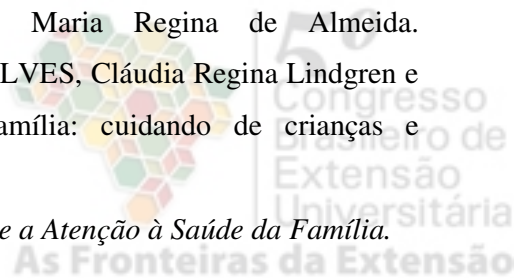 Maria Regina de Almeida.
LVES, Cláudia Regina Lindgren e
amília: cuidando de crianças e
e a Atenção à Saúde da Família.
5º
Congresso
Brasileiro de
Extensão
Universitária
As Fronteiras da Extensão